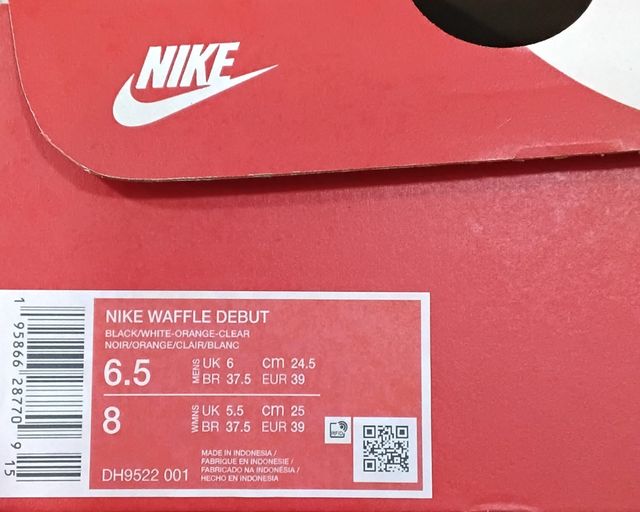 NIKE
NIKE WAFFLE DEBUT
BLACK/WHITE-ORANGE-CLEAR
NOIR/ORANGE/CLAIR/BLANC
6.5 MENS UK 6 cm 24.5
BR 37.5 EUR 39
8 WMNS UK 5.5 cm 25
BR 37.5 EUR 39
RFID
MADE IN INDONESIA /
FABRIQUE EN INDONESIE /
FABRICADO NA INDONÉSIA /
HECHO EN INDONESIA
DH9522 001
1 95866 28770 9 15